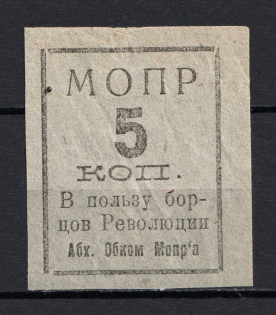 МОПР
5
КОП.
В пользу бор-
цов Революции
Абх. Обком Мопр'а